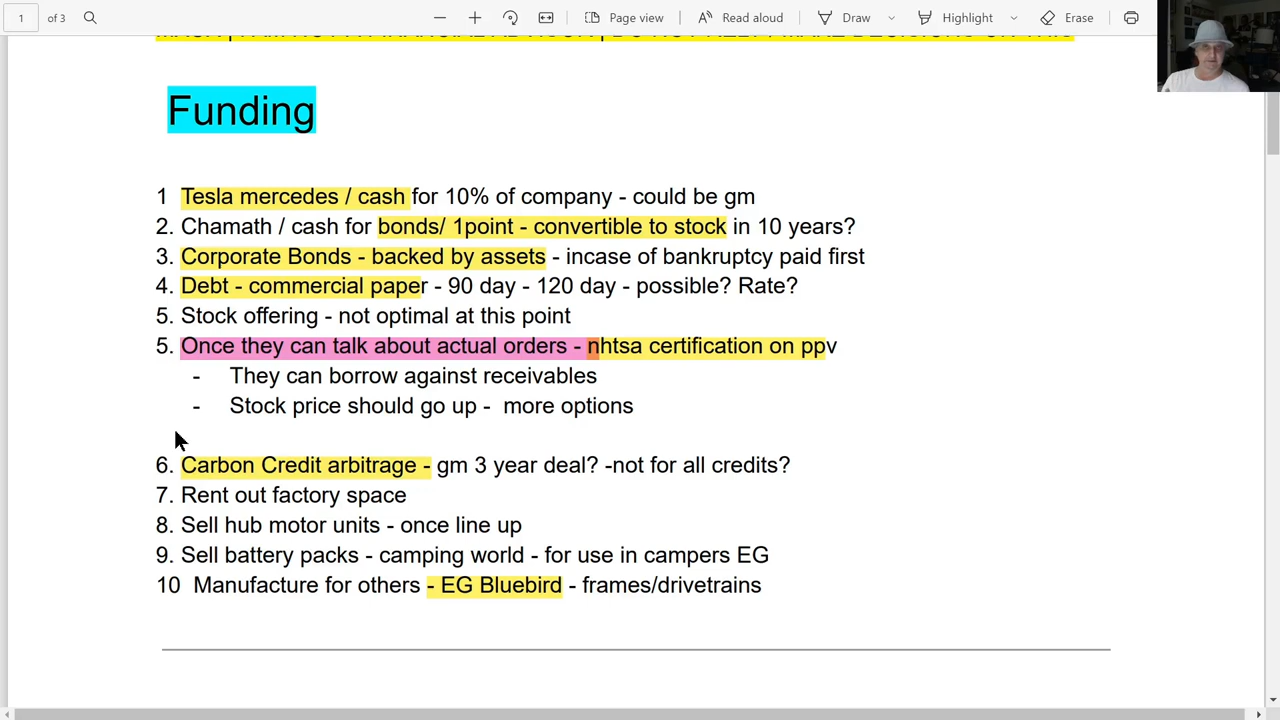 1
of 3
Page view
Read aloud
Draw
Highlight
Erase
Funding
1 Tesla mercedes / cash for 10% of company - could be gm
2. Chamath / cash for bonds/ 1point - convertible to stock in 10 years?
3. Corporate Bonds - backed by assets - incase of bankruptcy paid first
4. Debt - commercial paper - 90 day - 120 day - possible? Rate?
5. Stock offering - not optimal at this point
5. Once they can talk about actual orders - nhtsa certification on ppv
- They can borrow against receivables
- Stock price should go up - more options
6. Carbon Credit arbitrage - gm 3 year deal? -not for all credits?
7. Rent out factory space
8. Sell hub motor units - once line up
9. Sell battery packs - camping world - for use in campers EG
10 Manufacture for others - EG Bluebird - frames/drivetrains